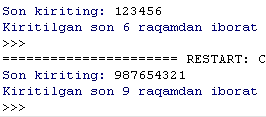 Son kiriting: 123456
Kiritilgan son 6 raqamdan iborat
>>>
====================== RESTART: C
Son kiriting: 987654321
Kiritilgan son 9 raqamdan iborat
>>>